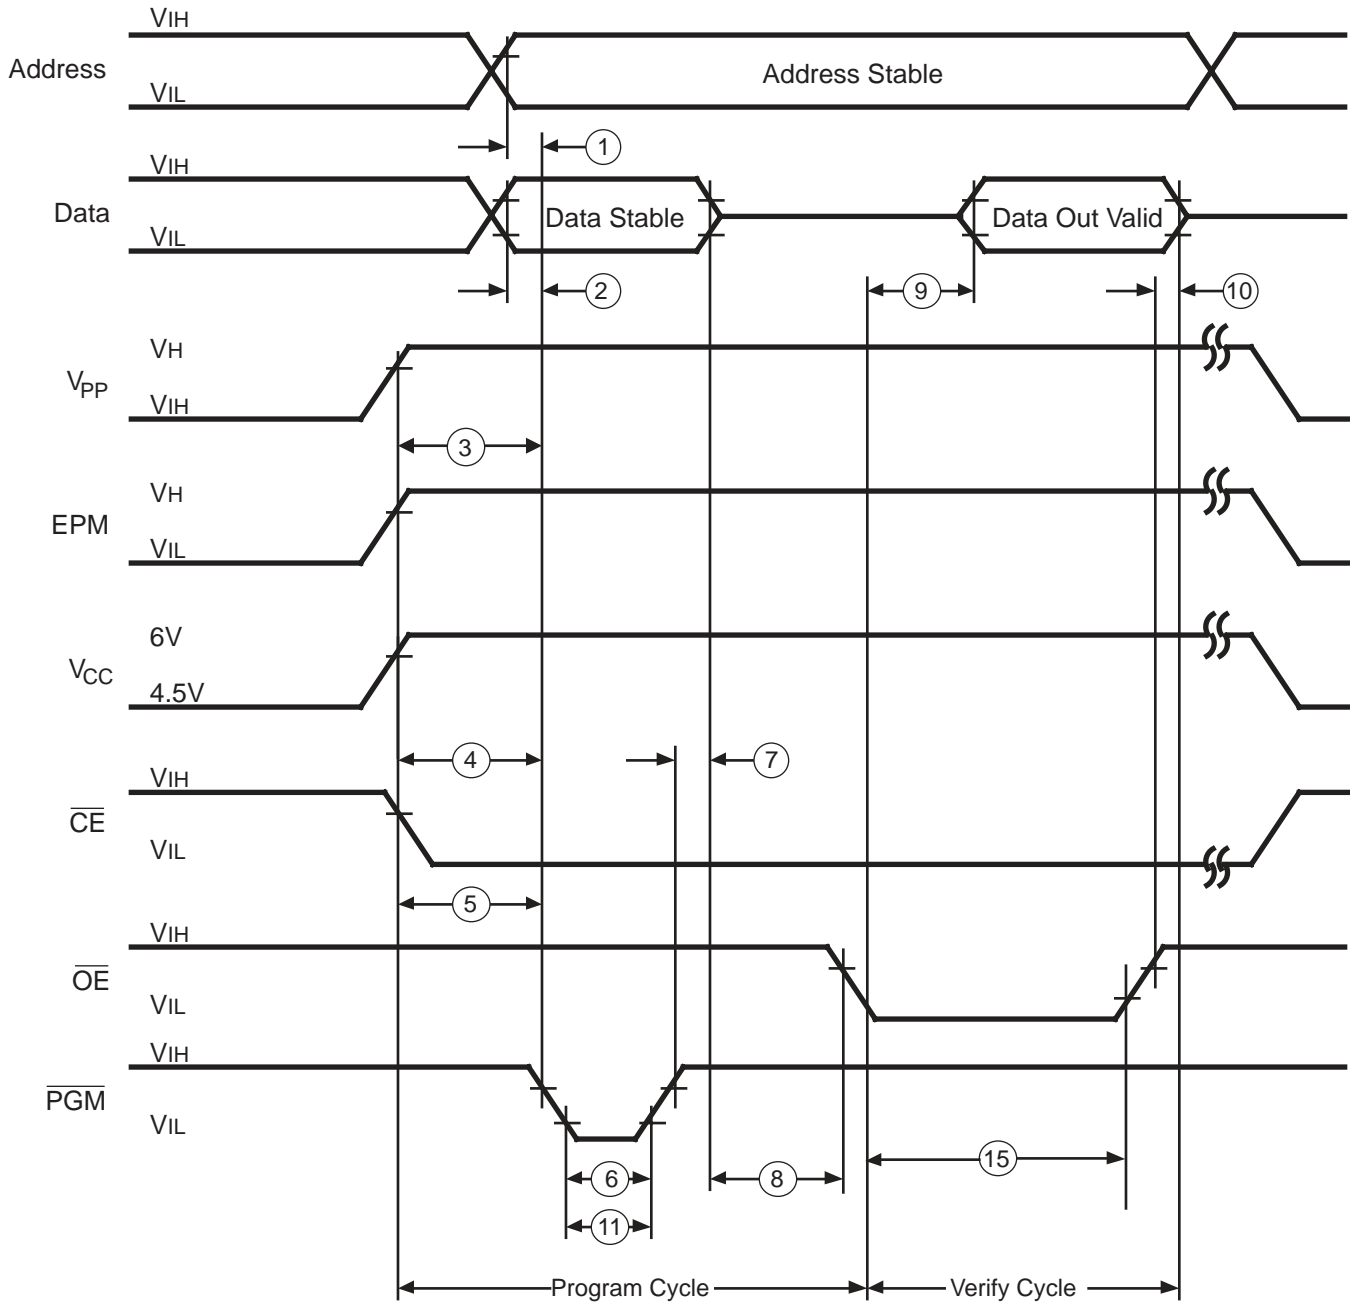 VIH
Address
Address Stable
VIL
1
VIH
Data
Data Stable
Data Out Valid
VIL
2
9
10
VH
VPP
VIH
3
VH
EPM
VIL
6V
VCC
4.5V
4
7
VIH
CE
VIL
5
VIH
OE
VIL
VIH
PGM
VIL
6
8
15
11
Program Cycle
Verify Cycle